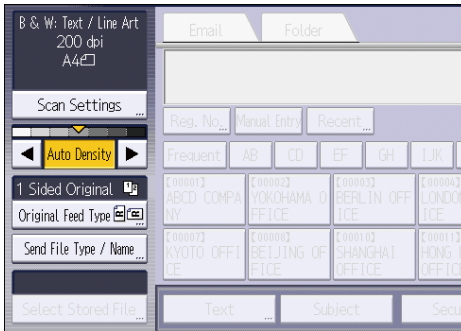 B & W: Text / Line Art
200 dpi
A4
Scan Settings
Auto Density
1 Sided Original
Original Feed Type
Send File Type / Name
Select Stored File
Email Folder
Reg. No. Manual Entry Recent
Frequent AB CD EF GH IJK
[00001] [00002] [00003] [00004]
ABCD COMPA YOKOHAMA O BERLIN OFF LONDO
NY FFICE ICE ICE
[00007] [00008] [00010] [00011]
KYOTO OFFI BEIJING OF SHANGHAI HONG
CE FICE OFFICE OFFIC
Text Subject Secu